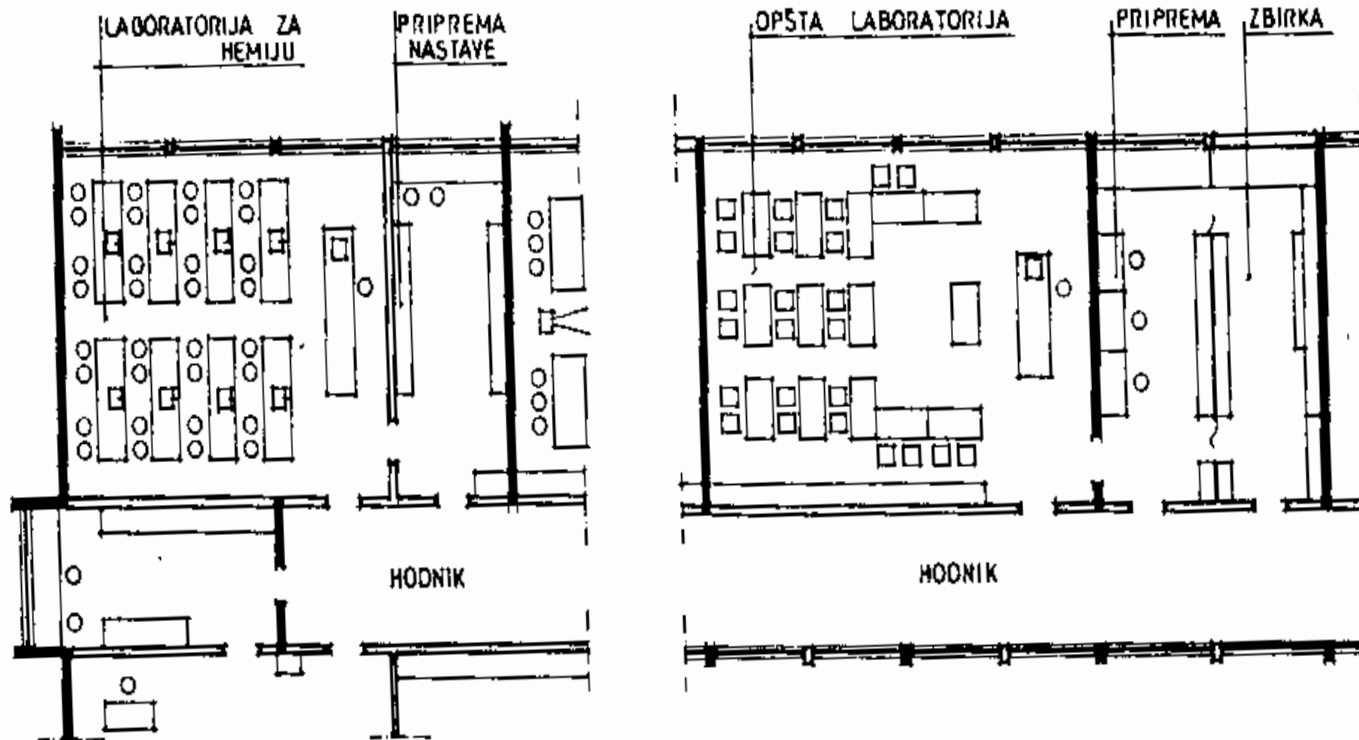 LABORATORIJA ZA
HEMIJU
PRIPREMA
NASTAVE
OPŠTA LABORATORIJA
PRIPREMA
ZBIRKA
HODNIK
HODNIK